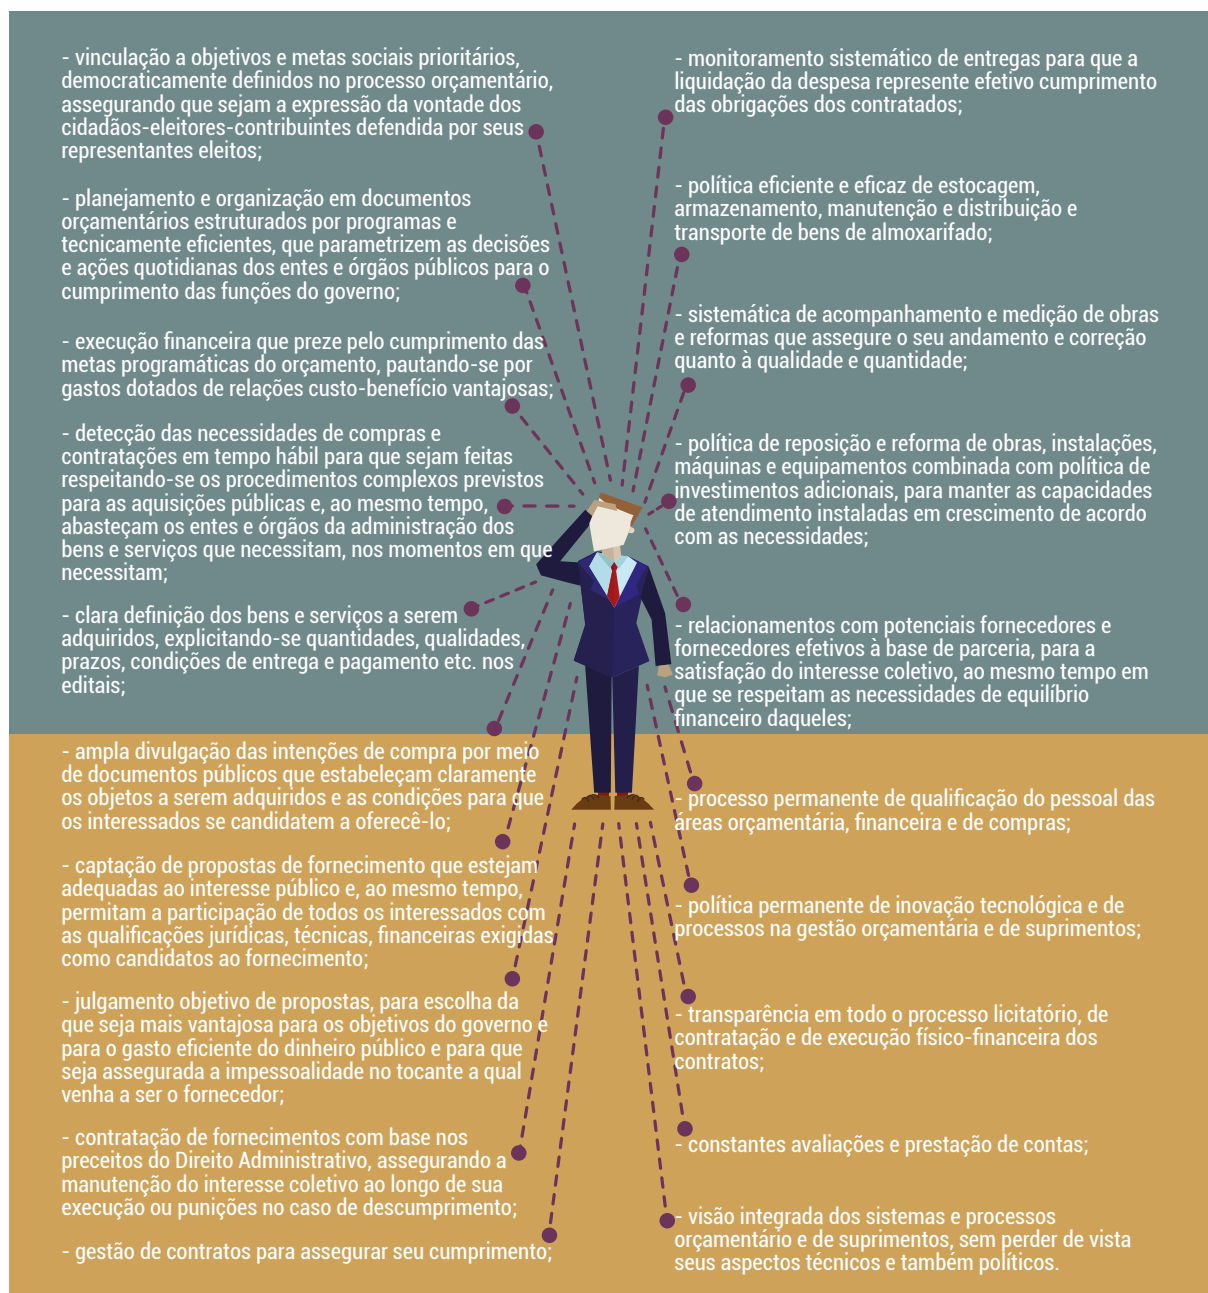 - vinculação a objetivos e metas sociais prioritários,
democraticamente definidos no processo orçamentário,
assegurando que sejam a expressão da vontade dos
cidadãos-eleitores-contribuintes defendida por seus
representantes eleitos;
- planejamento e organização em documentos
orçamentários estruturados por programas e
tecnicamente eficientes, que parametrizem as decisões
e ações quotidianas dos entes e órgãos públicos para o
cumprimento das funções do governo;
- execução financeira que preze pelo cumprimento das
metas programáticas do orçamento, pautando-se por
gastos dotados de relações custo-benefício vantajosas;
- detecção das necessidades de compras e
contratações em tempo hábil para que sejam feitas
respeitando-se os procedimentos complexos previstos
para as aquisições públicas e, ao mesmo tempo,
abasteçam os entes e órgãos da administração dos
bens e serviços que necessitam, nos momentos em que
necessitam;
- clara definição dos bens e serviços a serem
adquiridos, explicitando-se quantidades, qualidades,
prazos, condições de entrega e pagamento etc. nos
editais;
- ampla divulgação das intenções de compra por meio
de documentos públicos que estabeleçam claramente
os objetos a serem adquiridos e as condições para que
os interessados se candidatem a oferecê-lo;
- captação de propostas de fornecimento que estejam
adequadas ao interesse público e, ao mesmo tempo,
permitam a participação de todos os interessados com
as qualificações jurídicas, técnicas, financeiras exigidas
como candidatos ao fornecimento;
- julgamento objetivo de propostas, para escolha da
que seja mais vantajosa para os objetivos do governo e
para o gasto eficiente do dinheiro público e para que
seja assegurada a impessoalidade no tocante a qual
venha a ser o fornecedor;
- contratação de fornecimentos com base nos
preceitos do Direito Administrativo, assegurando a
manutenção do interesse coletivo ao longo de sua
execução ou punições no caso de descumprimento;
- gestão de contratos para assegurar seu cumprimento;
- monitoramento sistemático de entregas para que a
liquidação da despesa represente efetivo cumprimento
das obrigações dos contratados;
- política eficiente e eficaz de estocagem,
armazenamento, manutenção e distribuição e
transporte de bens de almoxarifado;
- sistemática de acompanhamento e medição de obras
e reformas que assegure o seu andamento e correção
quanto à qualidade e quantidade;
- política de reposição e reforma de obras, instalações,
máquinas e equipamentos combinada com política de
investimentos adicionais, para manter as capacidades
de atendimento instaladas em crescimento de acordo
com as necessidades;
- relacionamentos com potenciais fornecedores e
fornecedores efetivos à base de parceria, para a
satisfação do interesse coletivo, ao mesmo tempo em
que se respeitam as necessidades de equilíbrio
financeiro daqueles;
- processo permanente de qualificação do pessoal das
áreas orçamentária, financeira e de compras;
- política permanente de inovação tecnológica e de
processos na gestão orçamentária e de suprimentos;
- transparência em todo o processo licitatório, de
contratação e de execução físico-financeira dos
contratos;
- constantes avaliações e prestação de contas;
- visão integrada dos sistemas e processos
orçamentário e de suprimentos, sem perder de vista
seus aspectos técnicos e também políticos.